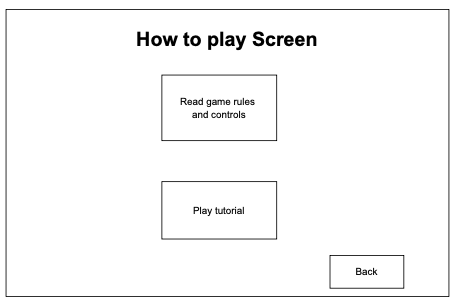 How to play Screen
Read game rules
and controls
Play tutorial
Back